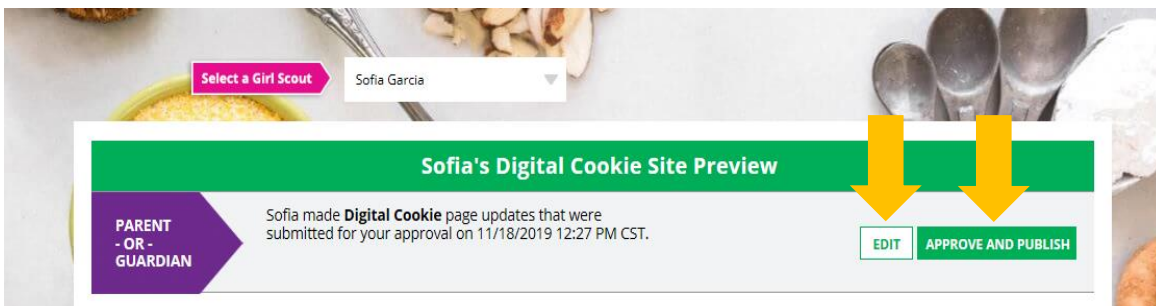 Select a Girl Scout
Sofia Garcia
Sofia's Digital Cookie Site Preview
PARENT
- OR -
GUARDIAN
Sofia made Digital Cookie page updates that were
submitted for your approval on 11/18/2019 12:27 PM CST.
EDIT
APPROVE AND PUBLISH